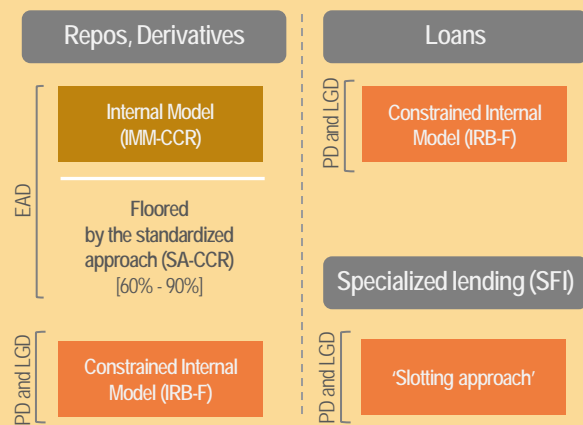 Repos, Derivatives
EAD
Internal Model
(IMM-CCR)
Floored
by the standardized
approach (SA-CCR)
[60% - 90%]
PD and LGD
Constrained Internal
Model (IRB-F)
Loans
PD and LGD
Constrained Internal
Model (IRB-F)
Specialized lending (SFI)
PD and LGD
'Slotting approach'